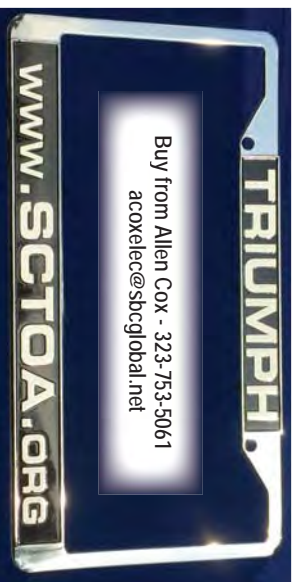 TRIUMPH
Buy from Allen Cox - 323-753-5061
acoxelec@sbcglobal.net
WWW.SCTOA.ORG